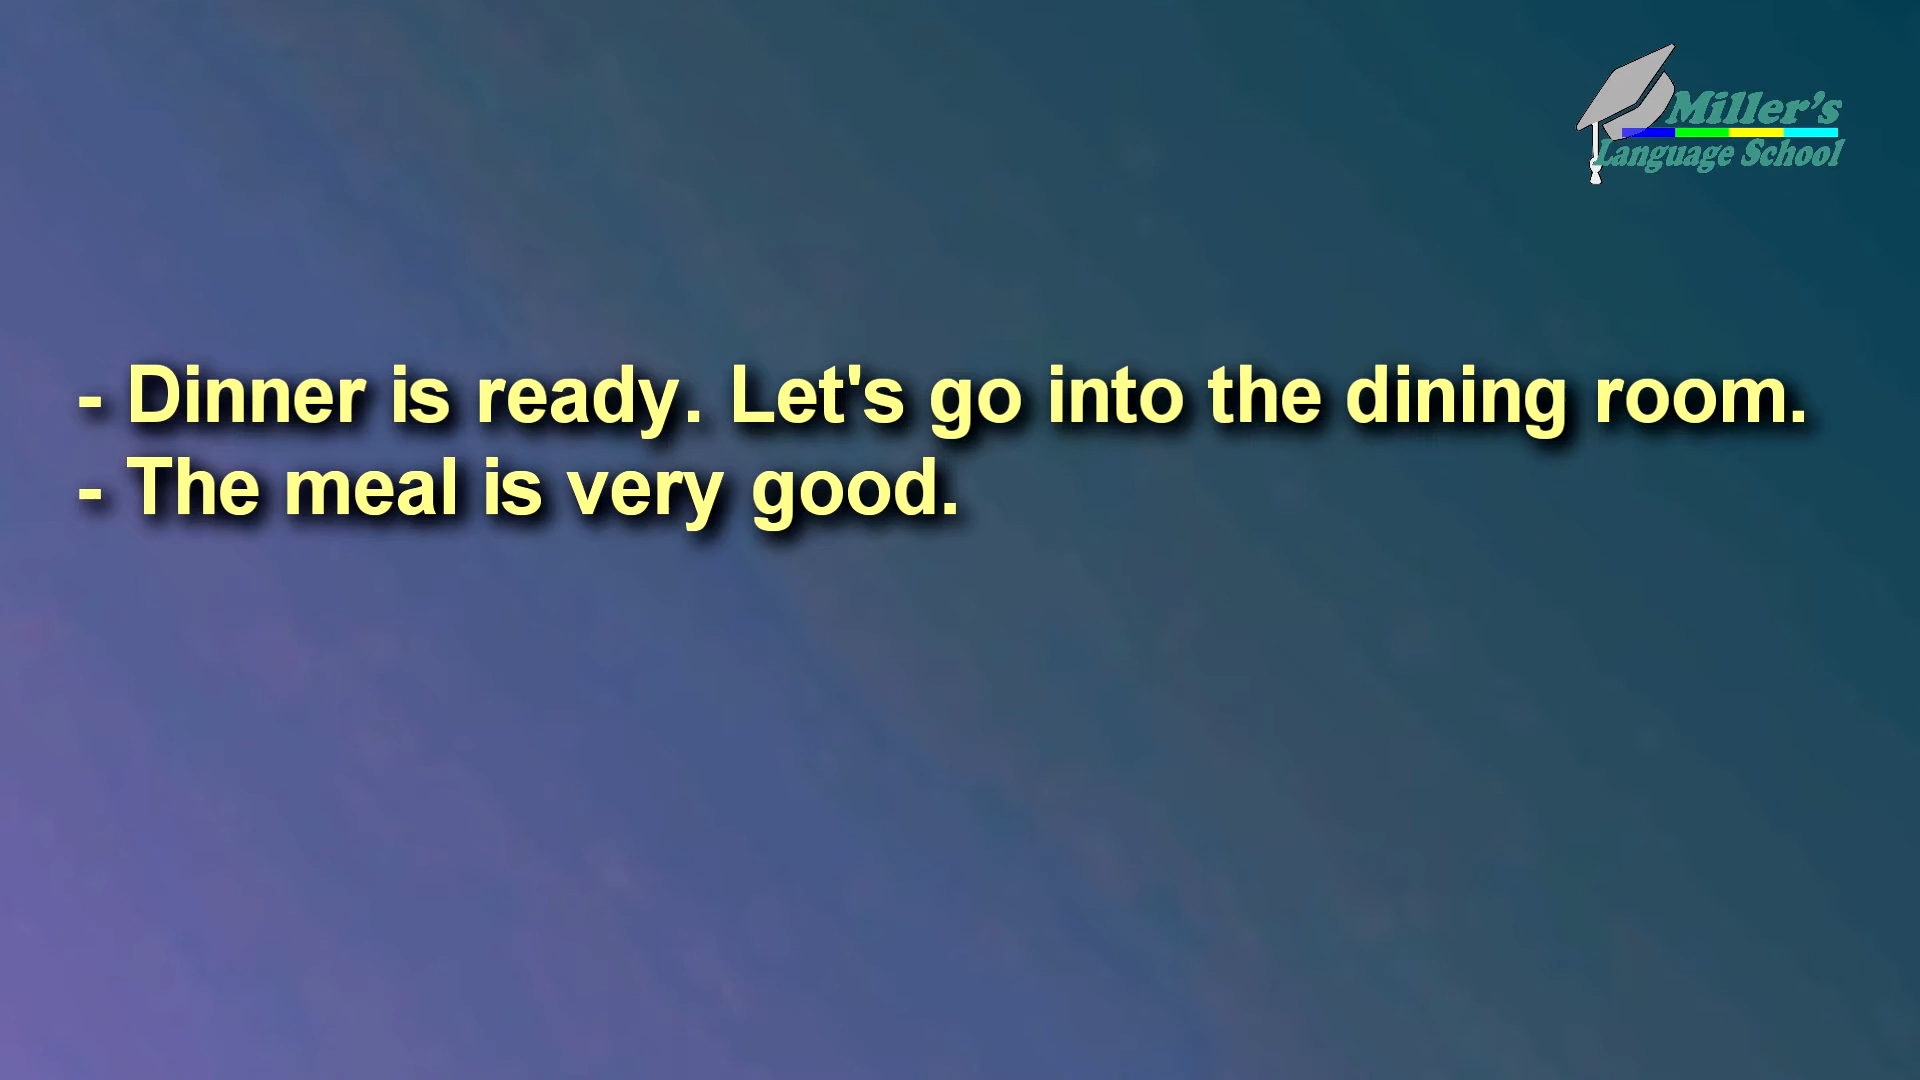 Miller's
Language School
- Dinner is ready. Let's go into the dining room.
- The meal is very good.